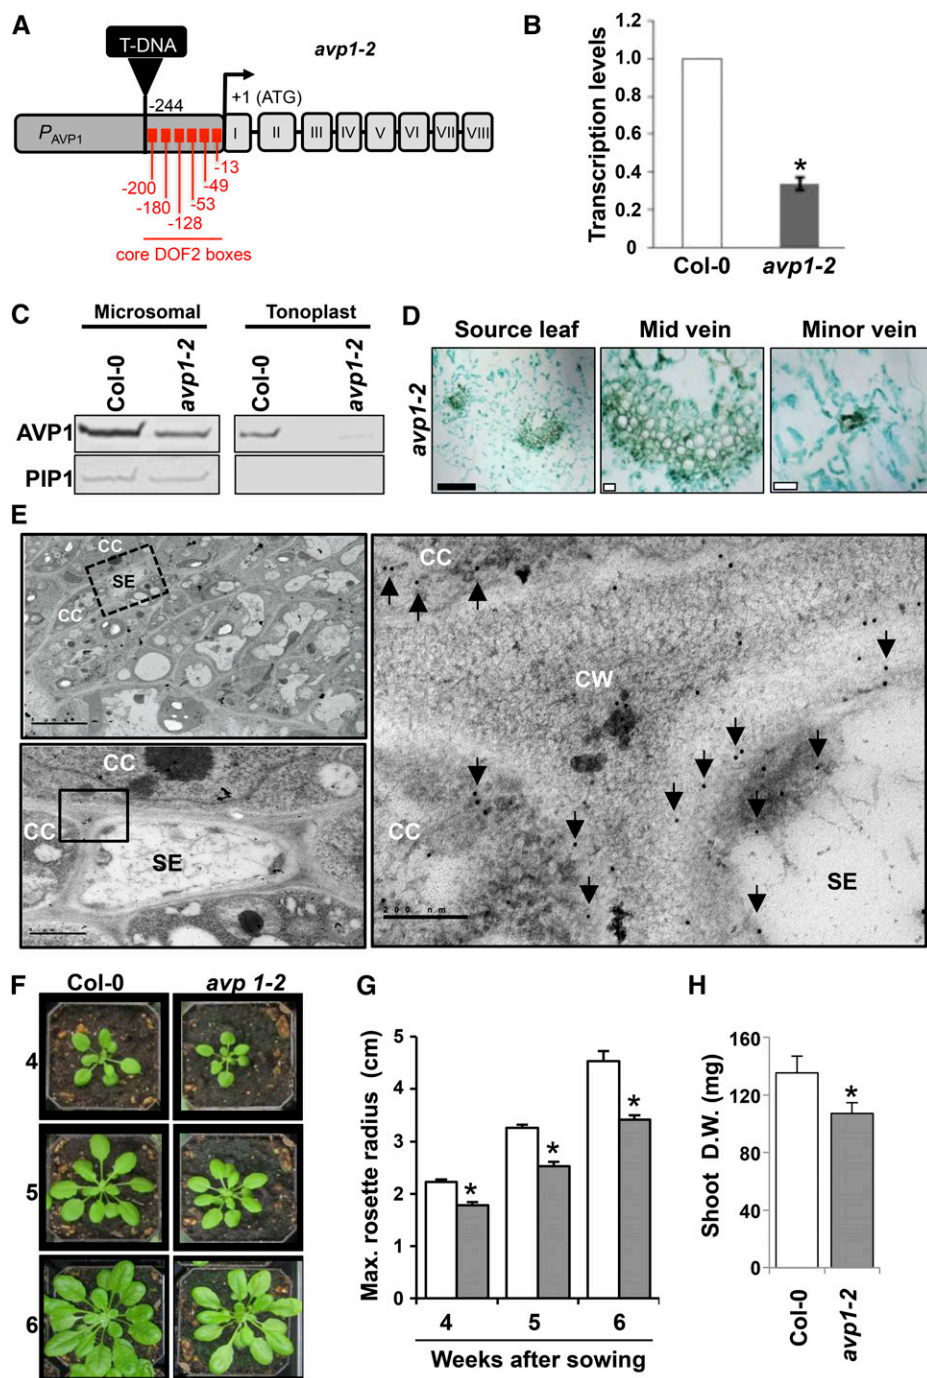 A
T-DNA
avp1-2
-244
+1 (ATG)
PAVP1
I II III IV V VI VII VIII
-13
-200
-49
-180
-53
-128
core DOF2 boxes
B
Transcription levels
1.2
1.0
0.8
0.6
0.4
0.2
0
*
Col-0 avp1-2
C
Microsomal Tonoplast
Col-0 avp1-2 Col-0 avp1-2
AVP1
PIP1
D
Source leaf Mid vein Minor vein
avp1-2
E
CC
SE
CC
CC
CC
SE
CC
CW
CC
SE
200 nm
F
Col-0 avp 1-2
4
5
6
G
Max. rosette radius (cm)
5
4
3
2
1
0
* * *
4 5 6
Weeks after sowing
H
Shoot D.W. (mg)
160
120
80
40
0
*
Col-0 avp1-2